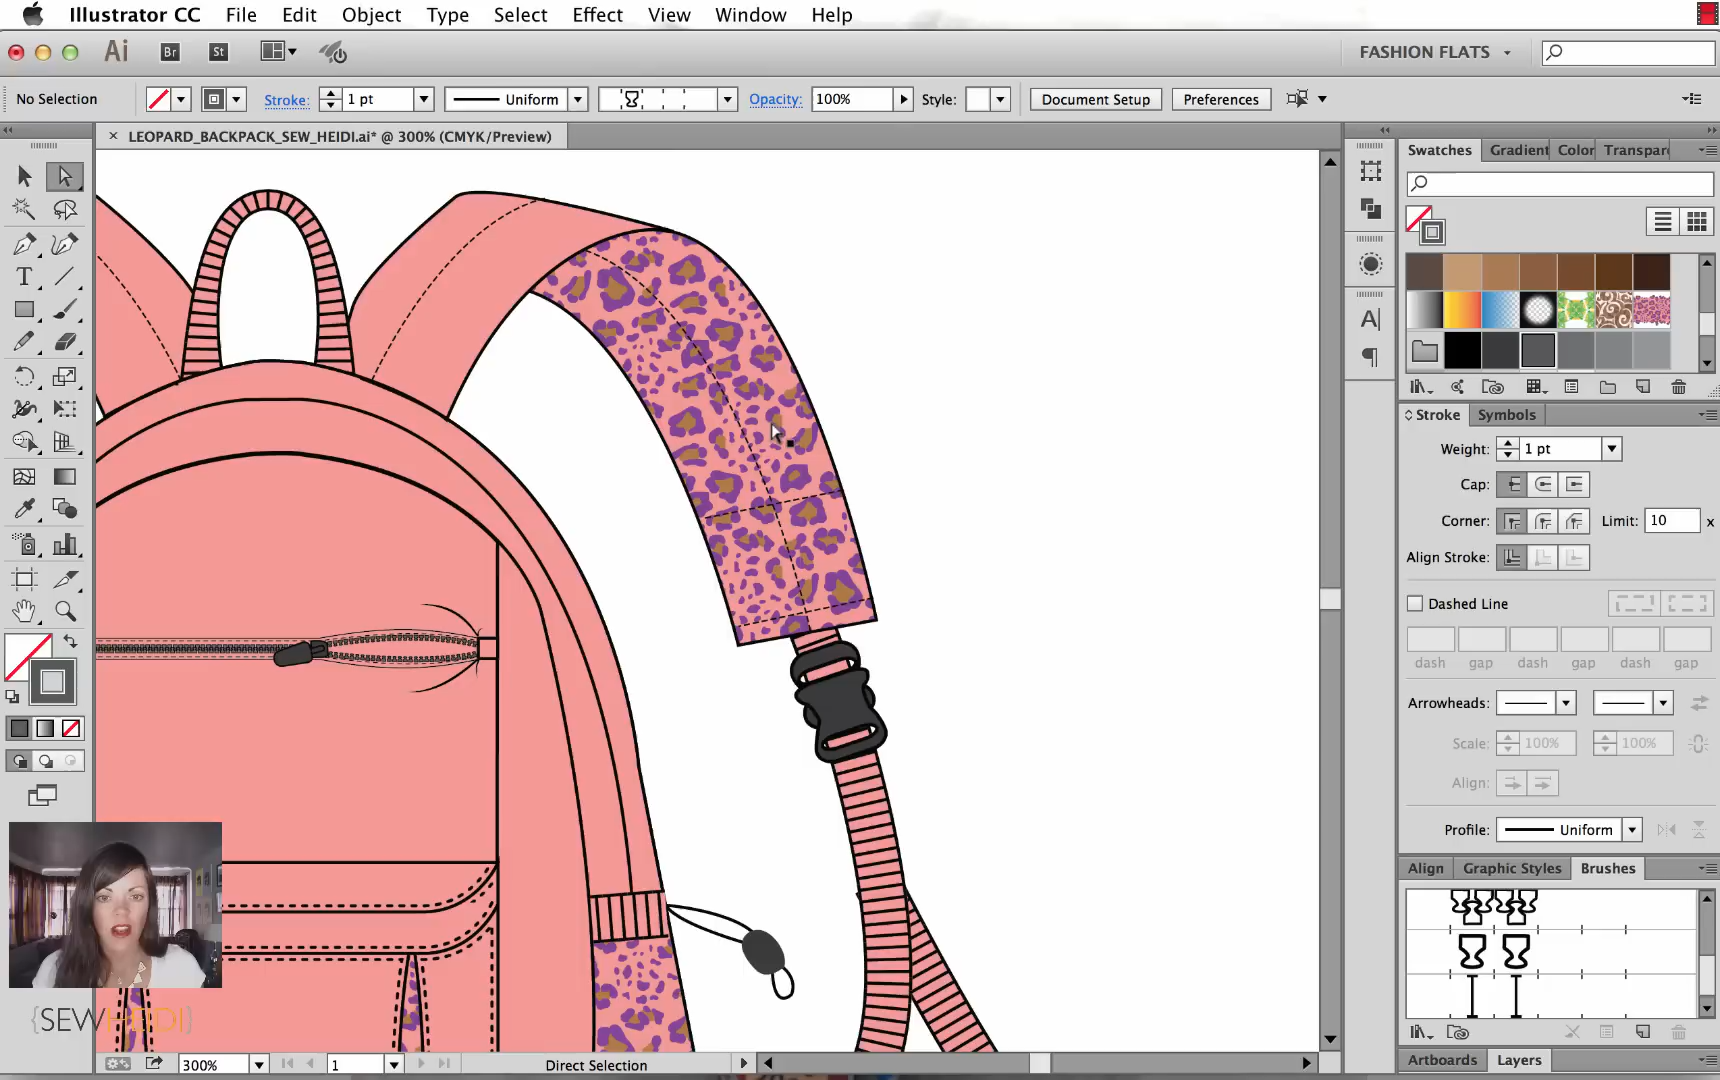 Illustrator CC File Edit Object Type Select Effect View Window Help
Ai Br St FASHION FLATS
No Selection Stroke: 1 pt Uniform Opacity: 100% Style: Document Setup Preferences
× LEOPARD_BACKPACK_SEW_HEIDI.ai* @ 300% (CMYK/Preview)
Swatches Gradient Color Transpar
Stroke Symbols
Weight: 1 pt
Cap:
Corner: Limit: 10 x
Align Stroke:
Dashed Line
dash gap dash gap dash gap
Arrowheads:
Scale: 100% 100%
Align:
Profile: Uniform
Align Graphic Styles Brushes
{SEWHEIDI}
300% 1 Direct Selection
Artboards Layers